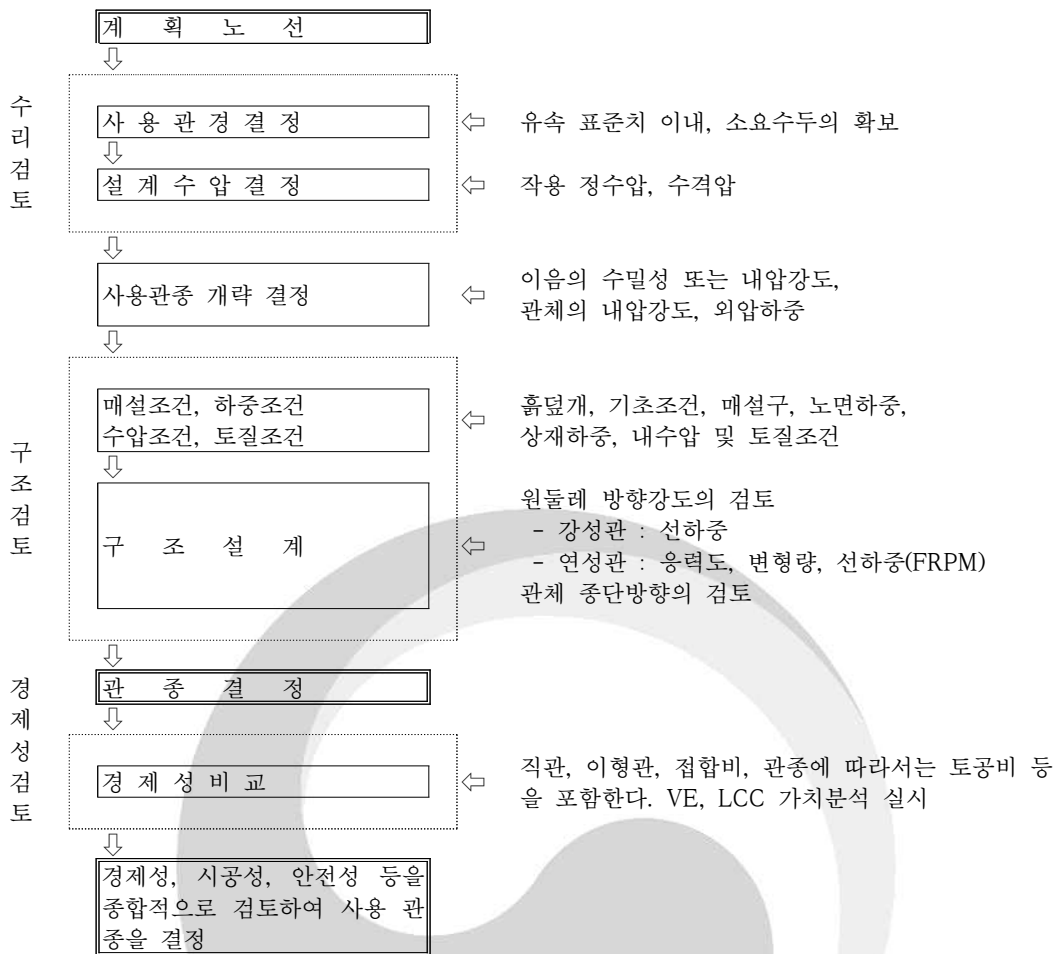 계 획 노 선
수리검토
사 용 관 경 결 정
유속 표준치 이내, 소요수두의 확보
설 계 수 압 결 정
작용 정수압, 수격압
사용관종 개략 결정
이음의 수밀성 또는 내압강도,
관체의 내압강도, 외압하중
구조검토
매설조건, 하중조건
수압조건, 토질조건
흙덮개, 기초조건, 매설구, 노면하중,
상재하중, 내수압 및 토질조건
구 조 설 계
원둘레 방향강도의 검토
- 강성관 : 선하중
- 연성관 : 응력도, 변형량, 선하중(FRPM)
관체 종단방향의 검토
관 종 결 정
경제성검토
경 제 성 비 교
직관, 이형관, 접합비, 관종에 따라서는 토공비 등
을 포함한다. VE, LCC 가치분석 실시
경제성, 시공성, 안전성 등을
종합적으로 검토하여 사용 관
종을 결정